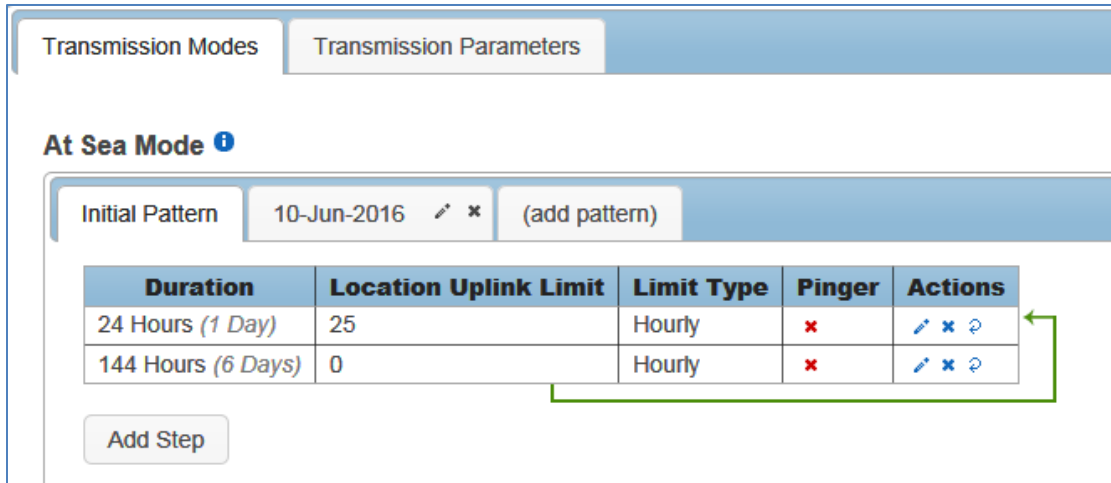 Transmission Modes Transmission Parameters
At Sea Mode
Initial Pattern 10-Jun-2016 (add pattern)
Duration Location Uplink Limit Limit Type Pinger Actions
24 Hours (1 Day) 25 Hourly
144 Hours (6 Days) 0 Hourly
Add Step